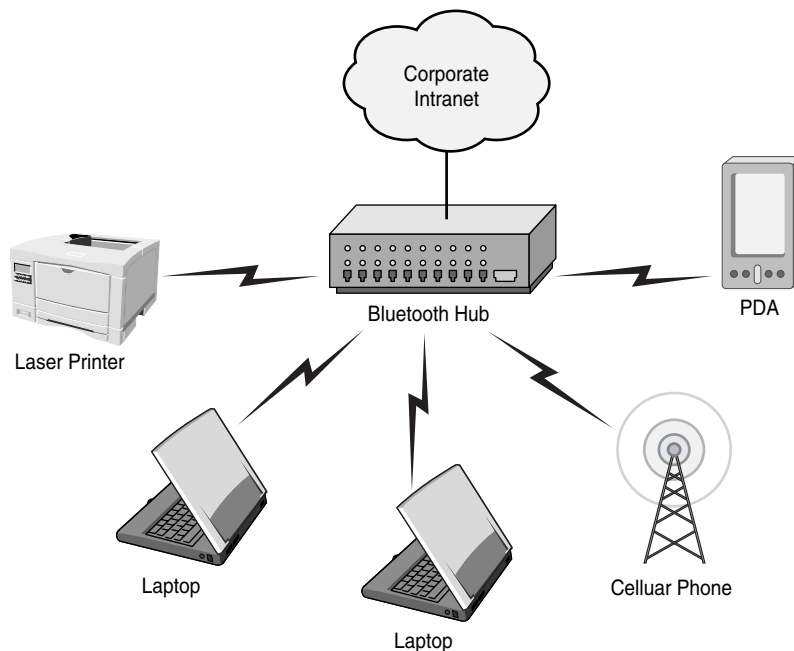 Corporate
Intranet
Bluetooth Hub
PDA
Laser Printer
Laptop
Laptop
Celluar Phone